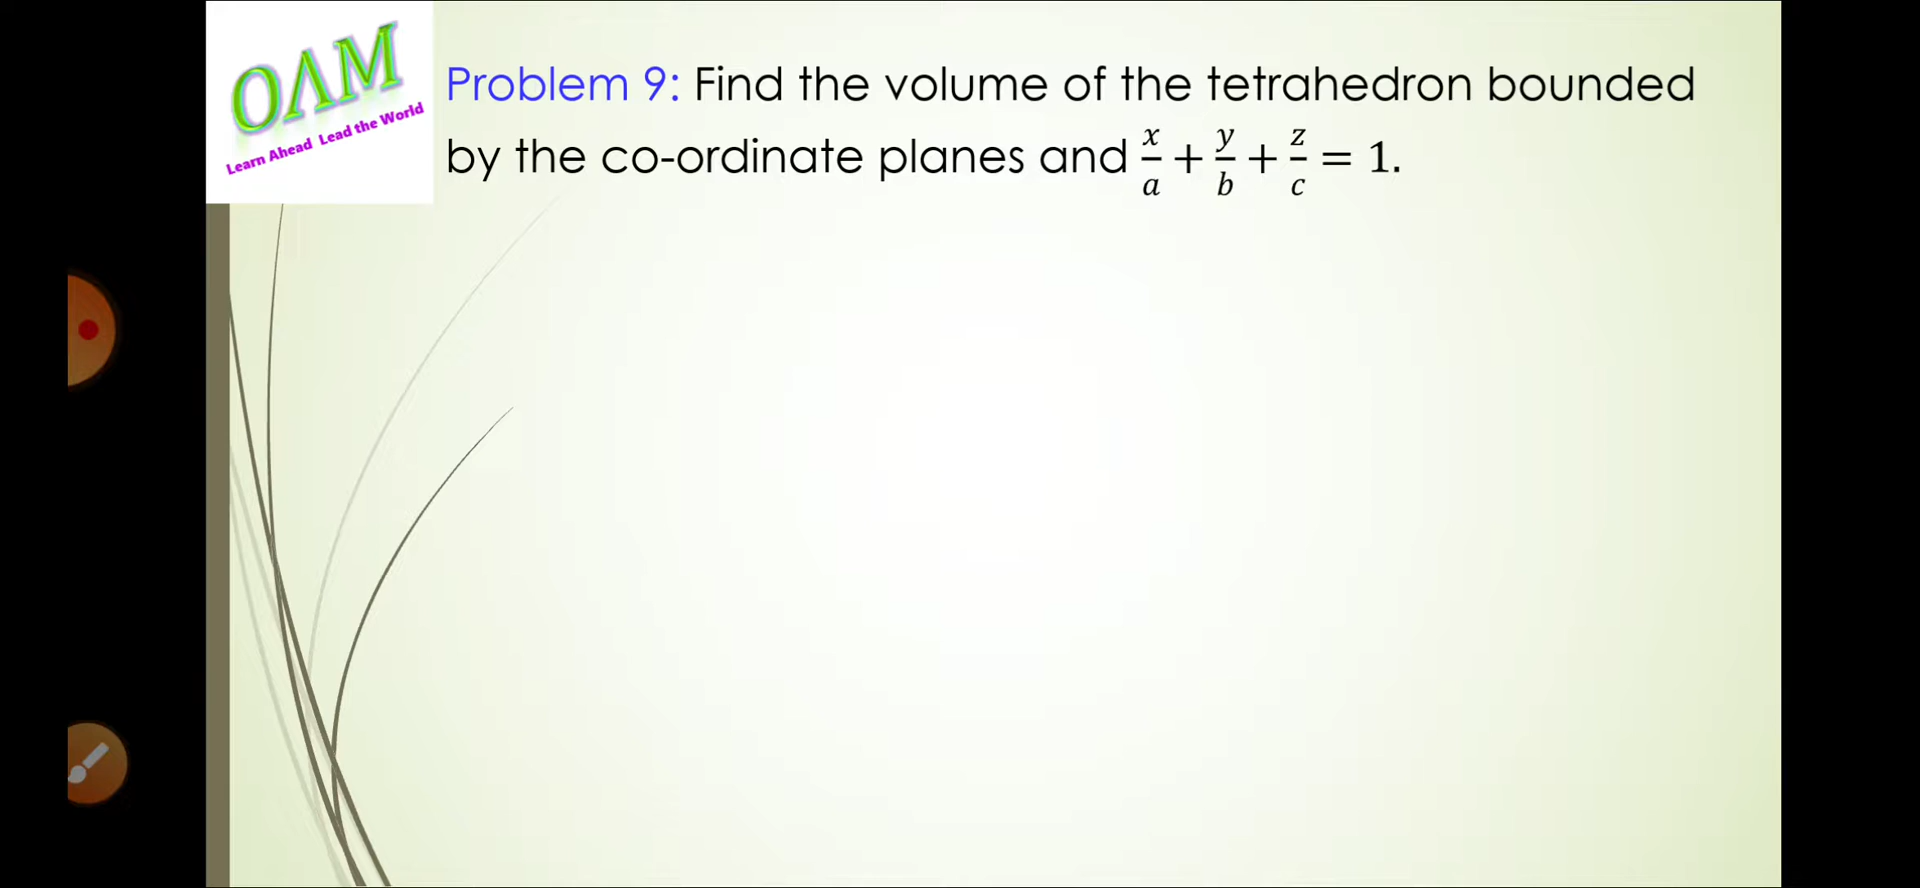 OΛM
Learn Ahead Lead the World
Problem 9: Find the volume of the tetrahedron bounded
by the co-ordinate planes and x/a + y/b + z/c = 1.